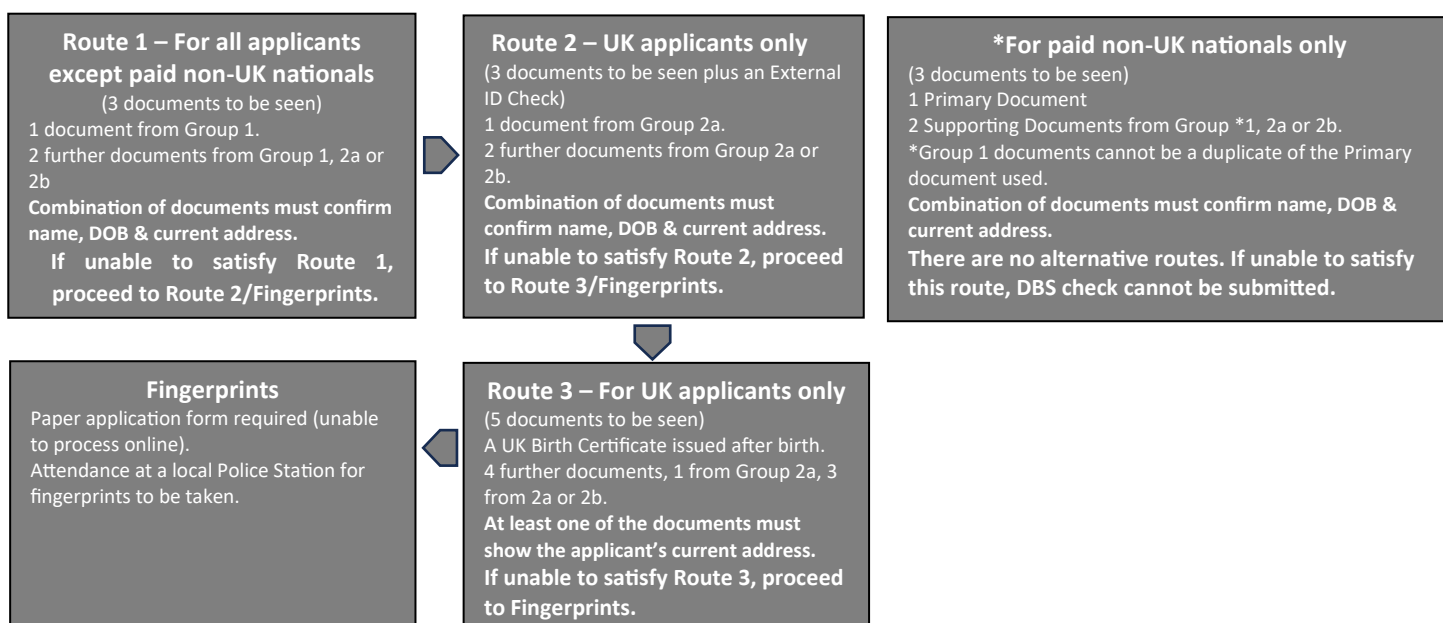 Route 1 – For all applicants
except paid non-UK nationals
(3 documents to be seen)
1 document from Group 1.
2 further documents from Group 1, 2a or
2b
Combination of documents must confirm
name, DOB & current address.
If unable to satisfy Route 1,
proceed to Route 2/Fingerprints.
Route 2 – UK applicants only
(3 documents to be seen plus an External
ID Check)
1 document from Group 2a.
2 further documents from Group 2a or
2b.
Combination of documents must
confirm name, DOB & current address.
If unable to satisfy Route 2, proceed
to Route 3/Fingerprints.
*For paid non-UK nationals only
(3 documents to be seen)
1 Primary Document
2 Supporting Documents from Group *1, 2a or 2b.
*Group 1 documents cannot be a duplicate of the Primary
document used.
Combination of documents must confirm name, DOB &
current address.
There are no alternative routes. If unable to satisfy
this route, DBS check cannot be submitted.
Fingerprints
Paper application form required (unable
to process online).
Attendance at a local Police Station for
fingerprints to be taken.
Route 3 – For UK applicants only
(5 documents to be seen)
A UK Birth Certificate issued after birth.
4 further documents, 1 from Group 2a, 3
from 2a or 2b.
At least one of the documents must
show the applicant's current address.
If unable to satisfy Route 3, proceed
to Fingerprints.